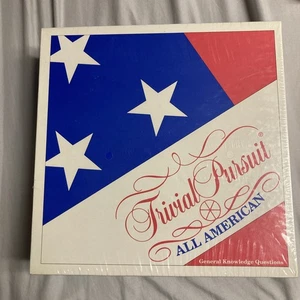 Trivial Pursuit
ALL AMERICAN
General Knowledge Questions